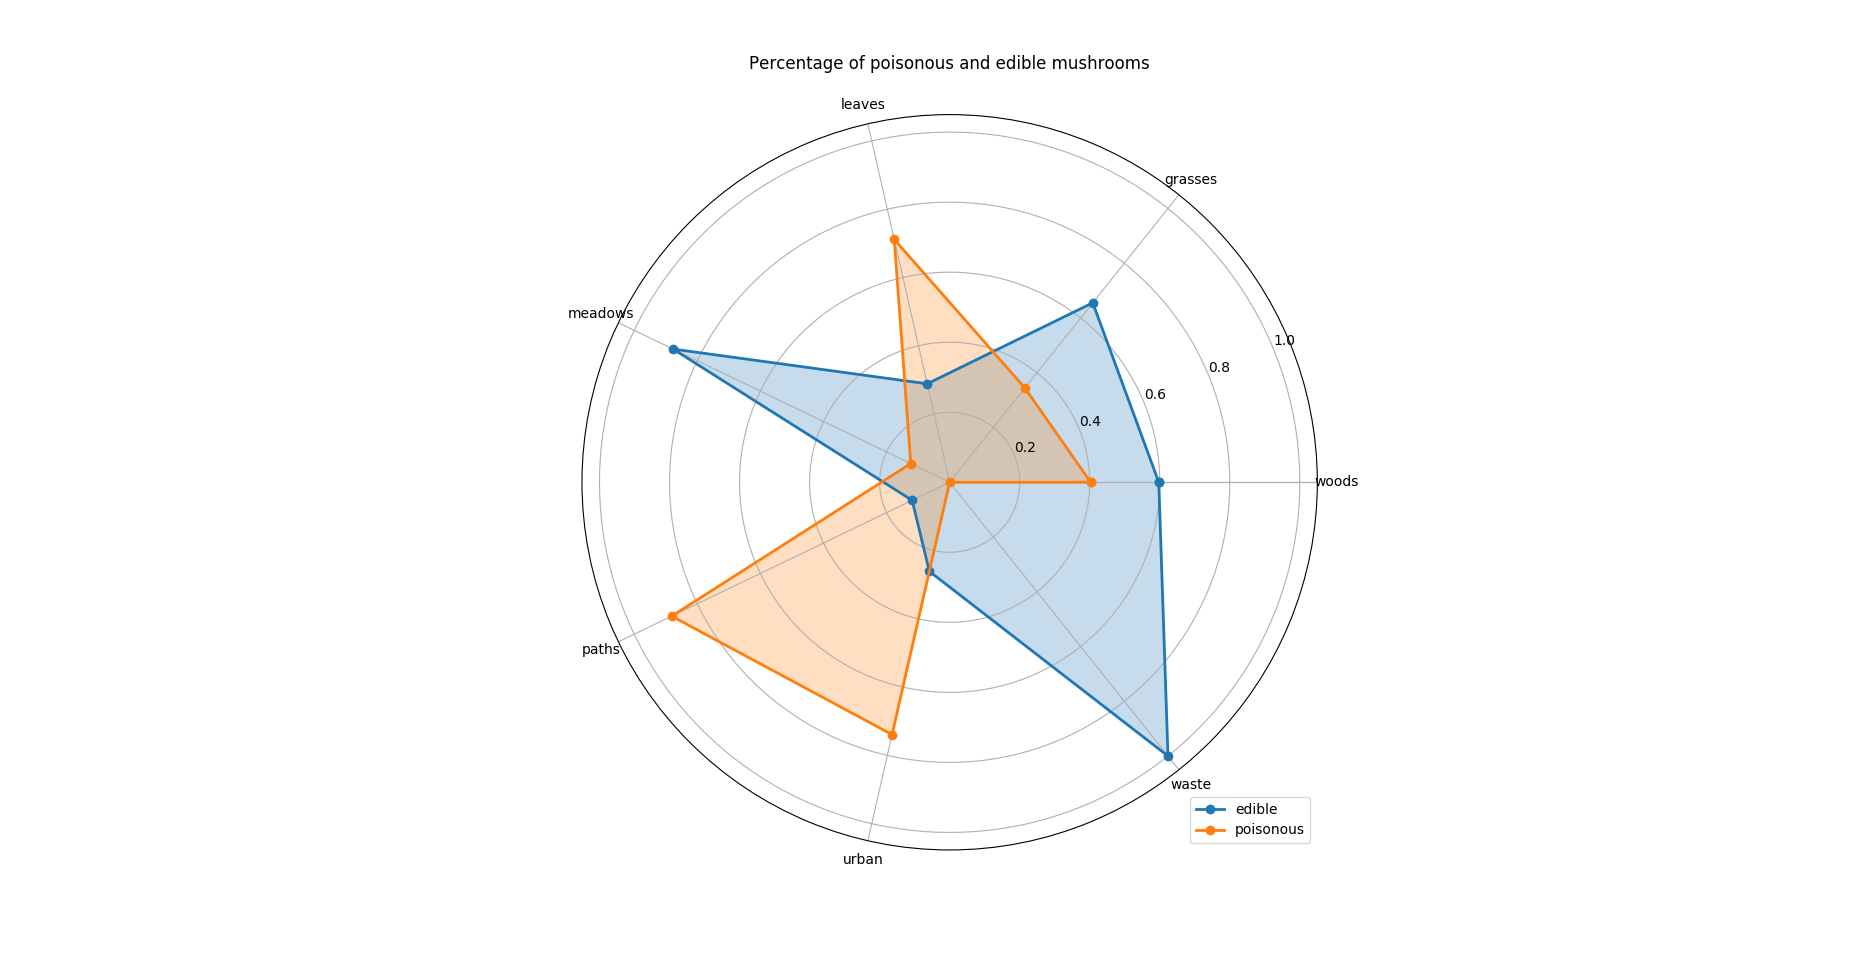 Percentage of poisonous and edible mushrooms
leaves
grasses
meadows
1.0
0.8
0.6
0.4
0.2
woods
paths
waste
edible
poisonous
urban